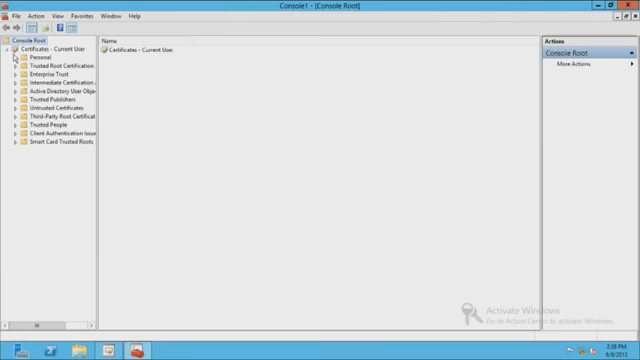 Console1 - [Console Root]
File Action View Favorites Window Help
Console Root
Certificates - Current User
Personal
Trusted Root Certification
Enterprise Trust
Intermediate Certification
Active Directory User Obje
Trusted Publishers
Untrusted Certificates
Third-Party Root Certificat
Trusted People
Client Authentication Issue
Smart Card Trusted Roots
Name
Certificates - Current User
Actions
Console Root
More Actions
Activate Windows
Go to Action Center to activate Windows.
2:38 PM